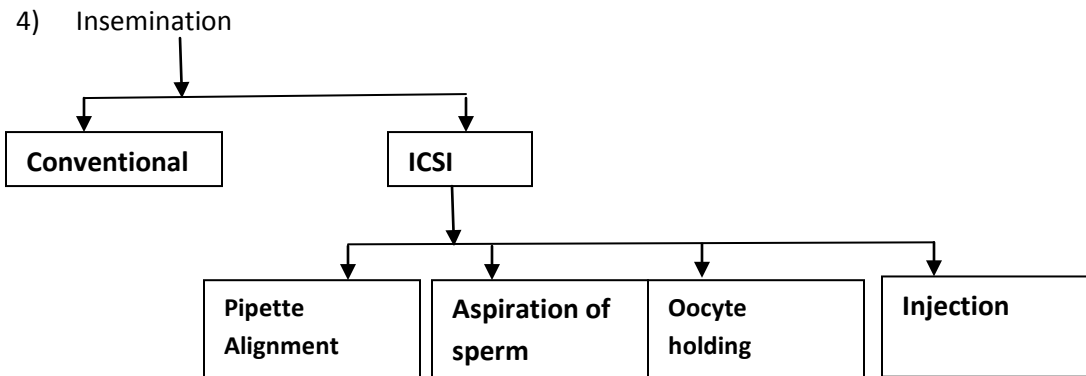 4) Insemination
Conventional
ICSI
Pipette
Alignment
Aspiration of
sperm
Oocyte
holding
Injection